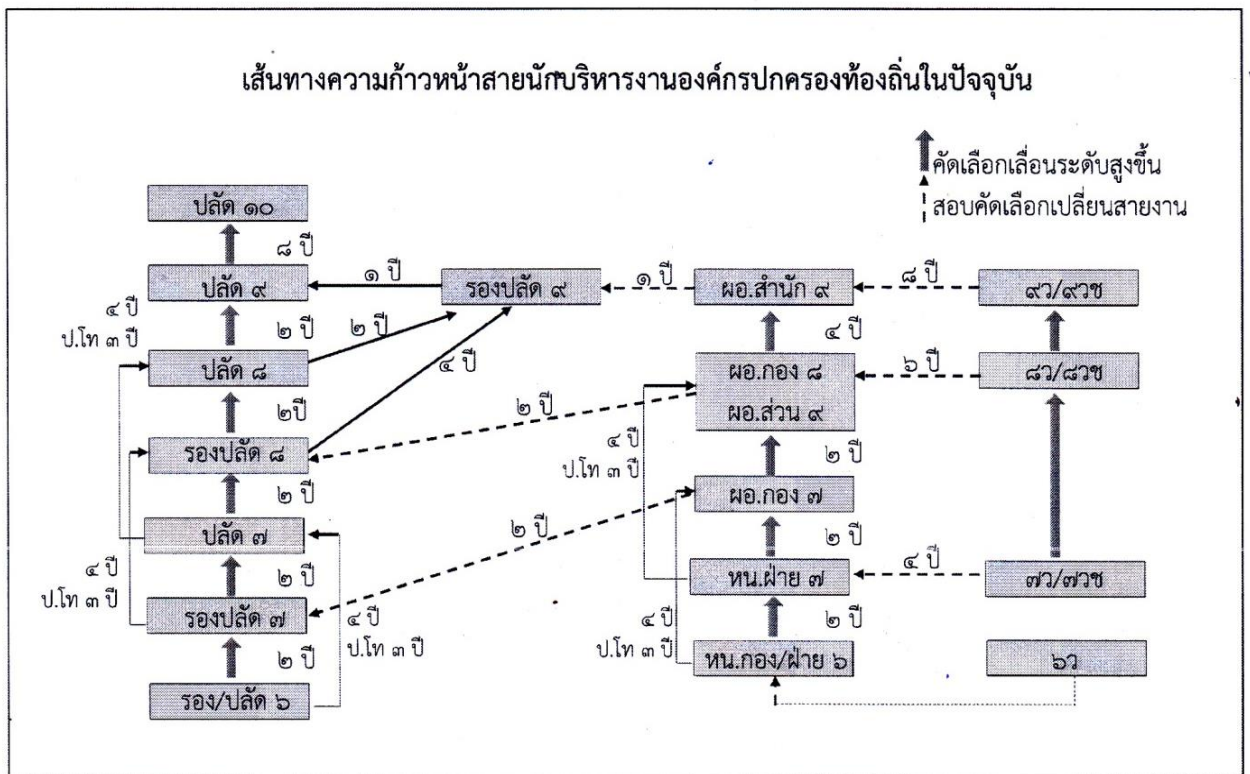 เส้นทางความก้าวหน้าสายนักบริหารงานองค์กรปกครองท้องถิ่นในปัจจุบัน
คัดเลือกเลื่อนระดับสูงขึ้น
สอบคัดเลือกเปลี่ยนสายงาน
ปลัด ๑๐
๘ ปี
ปลัด ๙
๑ ปี
รองปลัด ๙
๑ ปี
ผอ.สำนัก ๙
๘ ปี
๙ว/๙วช
๔ ปี
ป.โท ๓ ปี
๒ ปี
๒ ปี
๔ ปี
๔ ปี
ปลัด ๘
ผอ.กอง ๘
ผอ.ส่วน ๙
๖ ปี
๘ว/๘วช
๒ปี
๒ ปี
รองปลัด ๘
๔ ปี
ป.โท ๓ ปี
๒ ปี
๒ ปี
ผอ.กอง ๗
ปลัด ๗
๒ ปี
๒ ปี
๔ ปี
ป.โท ๓ ปี
๒ ปี
หน.ฝ่าย ๗
๔ ปี
๗ว/๗วช
รองปลัด ๗
๔ ปี
ป.โท ๓ ปี
๒ ปี
๔ ปี
ป.โท ๓ ปี
๒ ปี
หน.กอง/ฝ่าย ๖
๖ว
รอง/ปลัด ๖